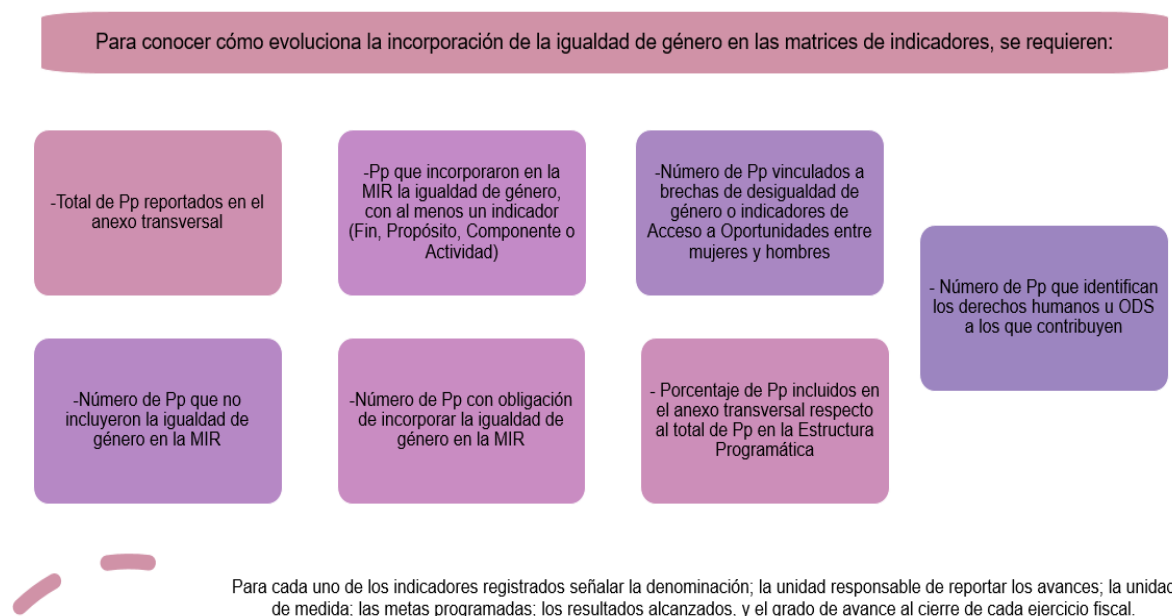 Para conocer cómo evoluciona la incorporación de la igualdad de género en las matrices de indicadores, se requieren:
-Total de Pp reportados en el
anexo transversal
-Pp que incorporaron en la
MIR la igualdad de género,
con al menos un indicador
(Fin, Propósito, Componente o
Actividad)
-Número de Pp vinculados a
brechas de desigualdad de
género o indicadores de
Acceso a Oportunidades entre
mujeres y hombres
- Número de Pp que identifican
los derechos humanos u ODS
a los que contribuyen
-Número de Pp que no
incluyeron la igualdad de
género en la MIR
-Número de Pp con obligación
de incorporar la igualdad de
género en la MIR
- Porcentaje de Pp incluidos en
el anexo transversal respecto
al total de Pp en la Estructura
Programática
Para cada uno de los indicadores registrados señalar la denominación; la unidad responsable de reportar los avances; la unidad
de medida; las metas programadas; los resultados alcanzados, y el grado de avance al cierre de cada ejercicio fiscal.